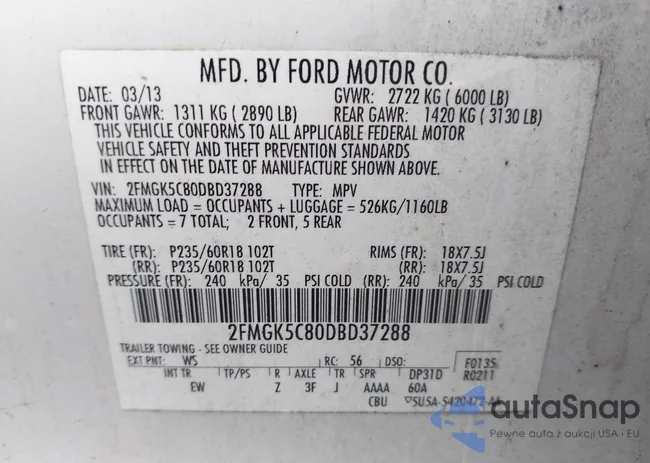 MFD. BY FORD MOTOR CO.
DATE: 03/13 GVWR: 2722 KG ( 6000 LB)
FRONT GAWR: 1311 KG ( 2890 LB) REAR GAWR: 1420 KG ( 3130 LB)
THIS VEHICLE CONFORMS TO ALL APPLICABLE FEDERAL MOTOR
VEHICLE SAFETY AND THEFT PREVENTION STANDARDS
IN EFFECT ON THE DATE OF MANUFACTURE SHOWN ABOVE.
VIN: 2FMGK5C80DBD37288 TYPE: MPV
MAXIMUM LOAD = OCCUPANTS + LUGGAGE = 526KG/1160LB
OCCUPANTS = 7 TOTAL; 2 FRONT, 5 REAR
TIRE (FR): P235/60R18 102T RIMS (FR): 18X7.5J
(RR): P235/60R18 102T (RR): 18X7.5J
PRESSURE (FR): 240 kPa/ 35 PSI COLD (RR): 240 kPa/ 35 PSI COLD
2FMGK5C80DBD37288
TRAILER TOWING - SEE OWNER GUIDE
EXT PNT: WS RC: 56 DSO: F0135
INT TR TP/PS R AXLE TR SPR DP31D R0211
EW Z 3F J AAAA 60A
CBU
autaSnap
Pewne auta z aukcji USA i EU